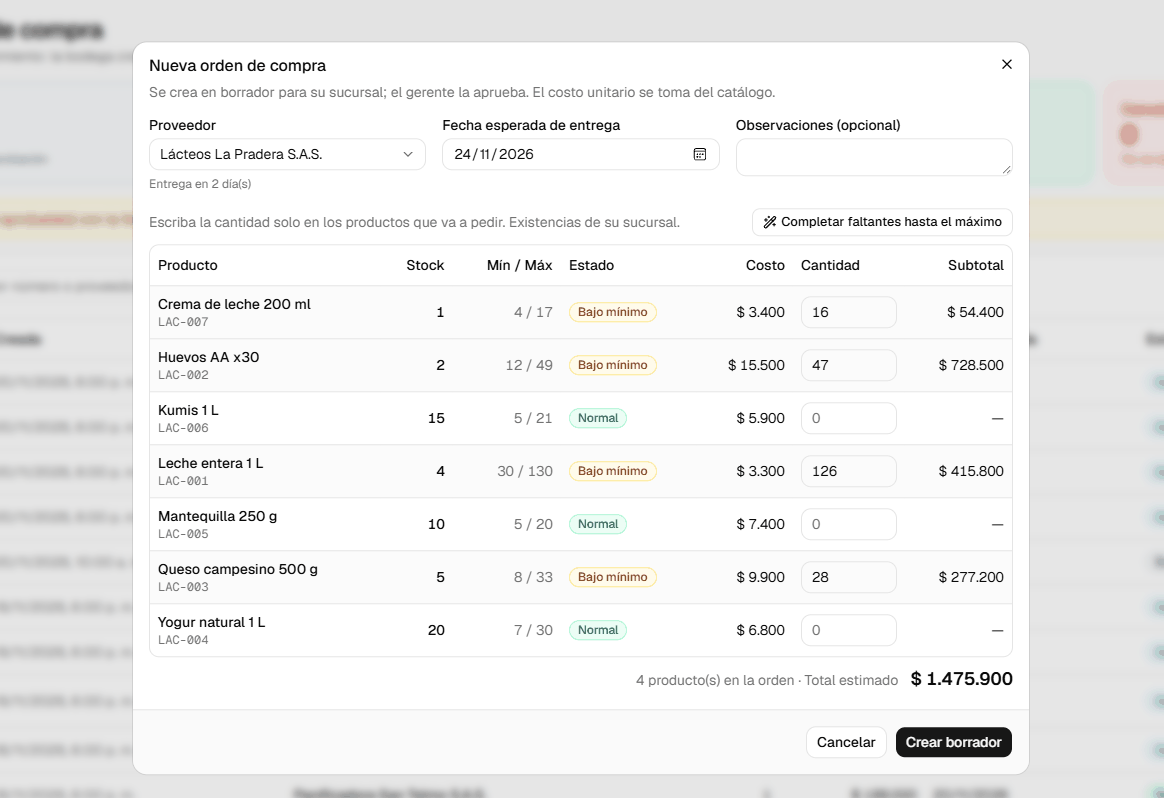 de compra
Nueva orden de compra
Se crea en borrador para su sucursal; el gerente la aprueba. El costo unitario se toma del catálogo.
Proveedor
Fecha esperada de entrega
Observaciones (opcional)
Lácteos La Pradera S.A.S.
24/11/2026
Entrega en 2 día(s)
Escriba la cantidad solo en los productos que va a pedir. Existencias de su sucursal.
Completar faltantes hasta el máximo
Producto Stock Mín / Máx Estado Costo Cantidad Subtotal
Crema de leche 200 ml 1 4 / 17 Bajo mínimo $ 3.400 16 $ 54.400
LAC-007
Huevos AA x30 2 12 / 49 Bajo mínimo $ 15.500 47 $ 728.500
LAC-002
Kumis 1 L 15 5 / 21 Normal $ 5.900 0 —
LAC-006
Leche entera 1 L 4 30 / 130 Bajo mínimo $ 3.300 126 $ 415.800
LAC-001
Mantequilla 250 g 10 5 / 20 Normal $ 7.400 0 —
LAC-005
Queso campesino 500 g 5 8 / 33 Bajo mínimo $ 9.900 28 $ 277.200
LAC-003
Yogur natural 1 L 20 7 / 30 Normal $ 6.800 0 —
LAC-004
4 producto(s) en la orden · Total estimado $ 1.475.900
Cancelar
Crear borrador